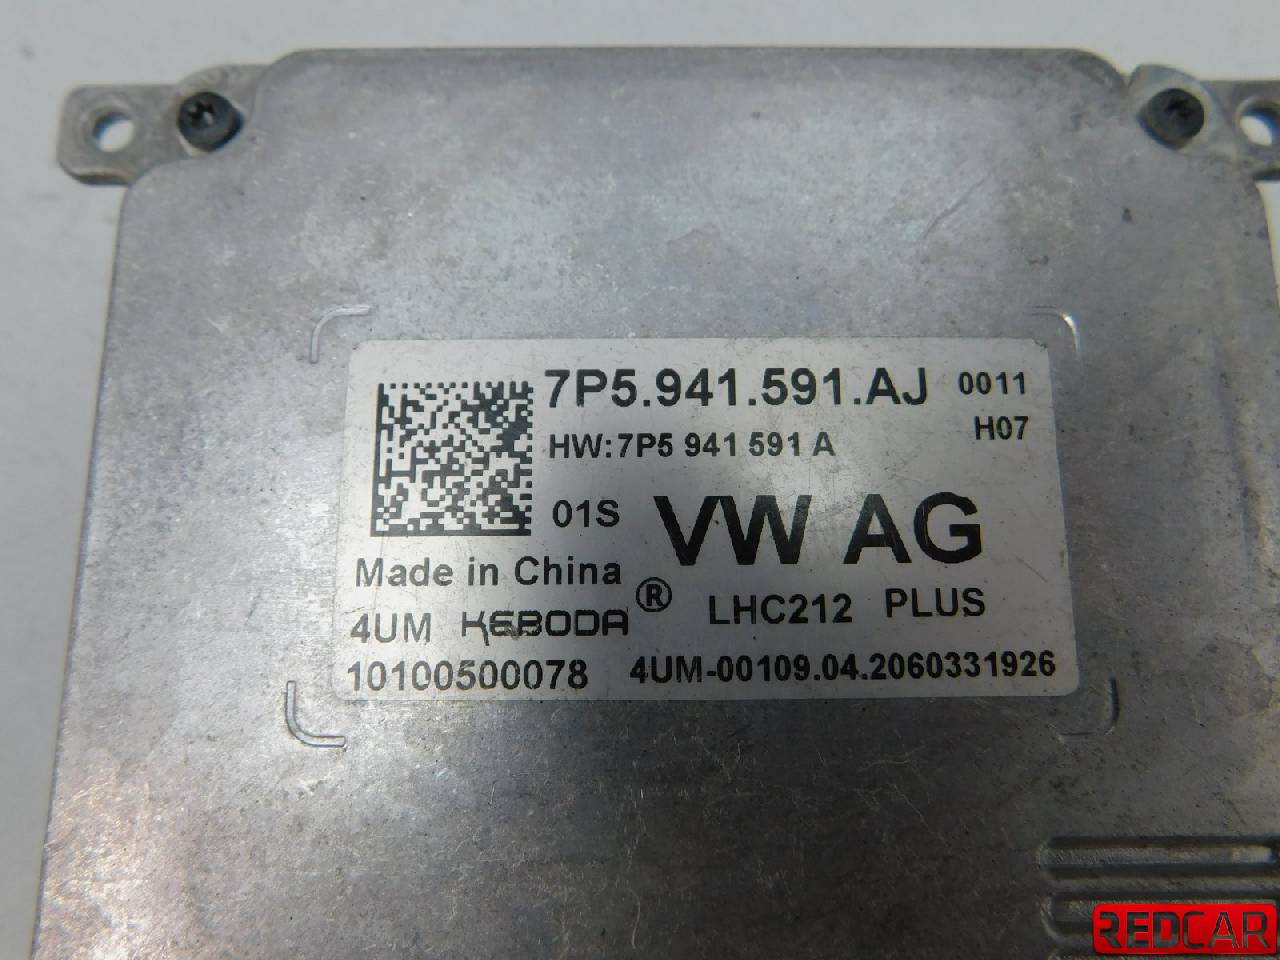 7P5.941.591.AJ 0011
HW:7P5 941 591 A H07
01S VW AG
Made in China
4UM KEBODA® LHC212 PLUS
10100500078 4UM-00109.04.2060331926
REDCAR